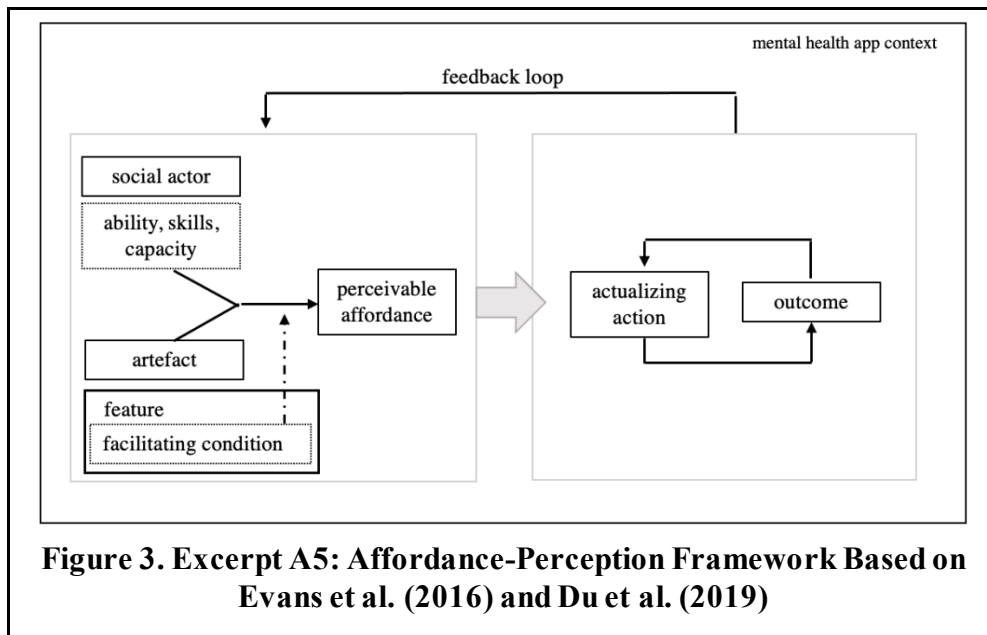 mental health app context
feedback loop
social actor
ability, skills,
capacity
artefact
feature
facilitating condition
perceivable
affordance
actualizing
action
outcome
Figure 3. Excerpt A5: Affordance-Perception Framework Based on
Evans et al. (2016) and Du et al. (2019)